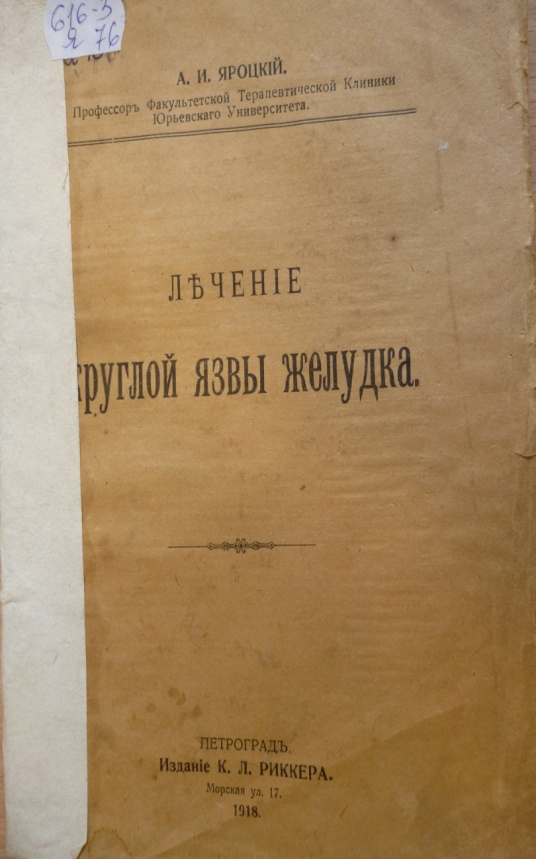 616-3
Я 76
А. И. ЯРОЦКІЙ.
Профессоръ Факультетской Терапевтической Клиники
Юрьевскаго Университета.
ЛѢЧЕНІЕ
круглой язвы желудка.
ПЕТРОГРАДЪ.
Изданіе К. Л. РИККЕРА.
Морская ул. 17.
1918.